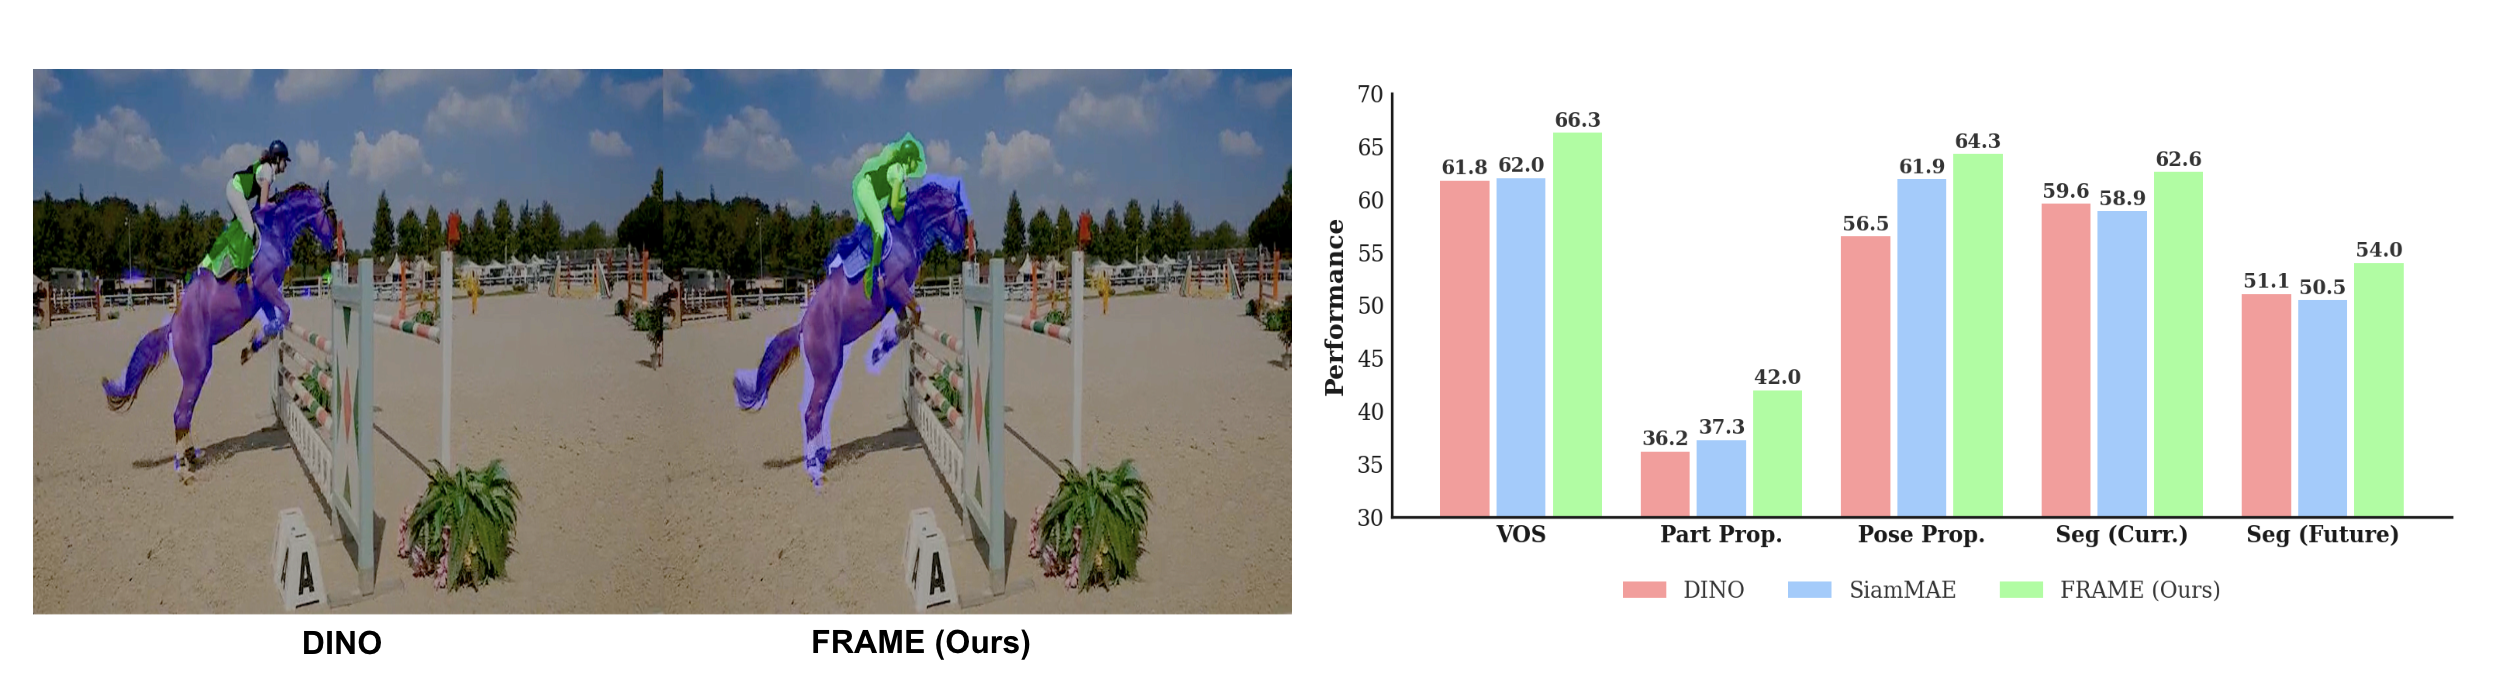 A
A
DINO
FRAME (Ours)
Performance
70
65
60
55
50
45
40
35
30
61.8
62.0
66.3
36.2
37.3
42.0
56.5
61.9
64.3
59.6
58.9
62.6
51.1
50.5
54.0
VOS
Part Prop.
Pose Prop.
Seg (Curr.)
Seg (Future)
DINO
SiamMAE
FRAME (Ours)